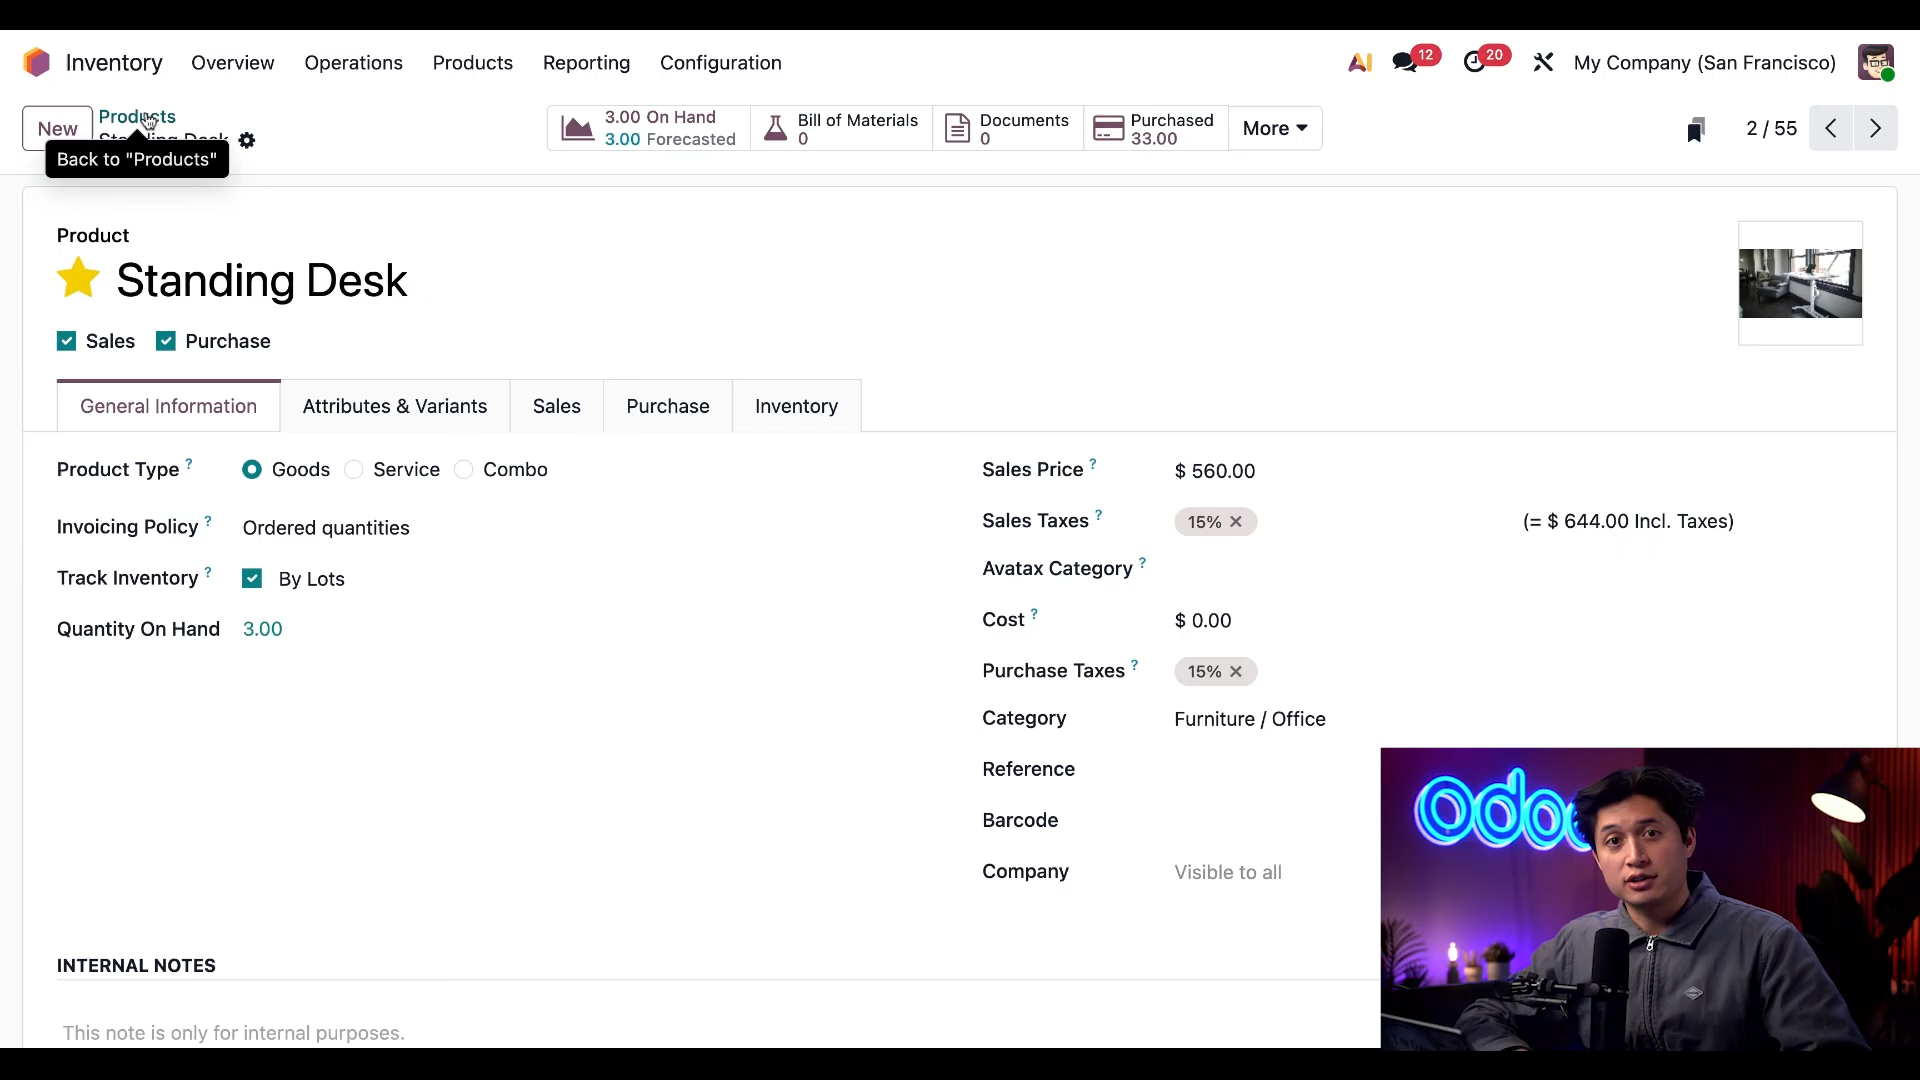 Inventory Overview Operations Products Reporting Configuration AI 12 20 My Company (San Francisco)
New Products
Standing Desk
Back to "Products"
3.00 On Hand
3.00 Forecasted
Bill of Materials
0
Documents
0
Purchased
33.00
More
2 / 55
Product
Standing Desk
Sales Purchase
General Information Attributes & Variants Sales Purchase Inventory
Product Type ? Goods Service Combo
Invoicing Policy ? Ordered quantities
Track Inventory ? By Lots
Quantity On Hand 3.00
Sales Price ? $ 560.00
Sales Taxes ? 15% × (= $ 644.00 Incl. Taxes)
Avatax Category ?
Cost ? $ 0.00
Purchase Taxes ? 15% ×
Category Furniture / Office
Reference
Barcode
Company Visible to all
INTERNAL NOTES
This note is only for internal purposes.
odoo